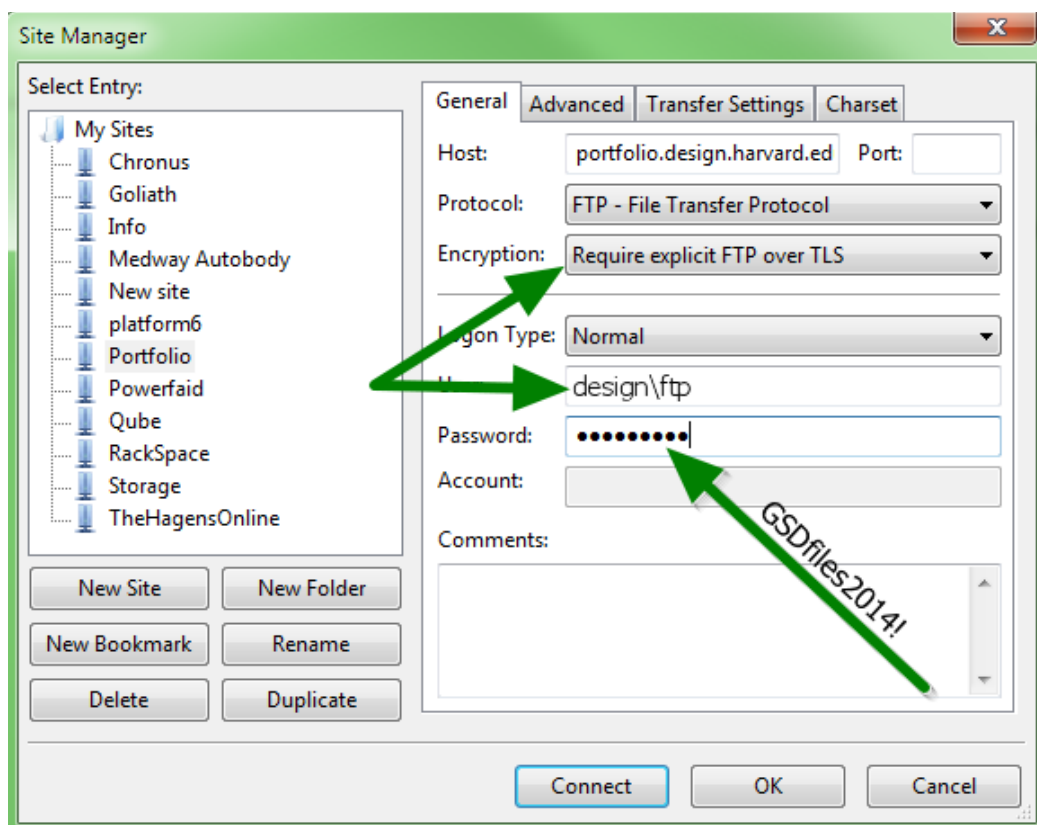 Site Manager
x
Select Entry:
My Sites
Chronus
Goliath
Info
Medway Autobody
New site
platform6
Portfolio
Powerfaid
Qube
RackSpace
Storage
TheHagensOnline
New Site
New Folder
New Bookmark
Rename
Delete
Duplicate
General
Advanced
Transfer Settings
Charset
Host:
portfolio.design.harvard.ed
Port:
Protocol:
FTP - File Transfer Protocol
Encryption:
Require explicit FTP over TLS
Logon Type:
Normal
design\ftp
Password:
•••••••••
Account:
Comments:
GSDfiles2014!
Connect
OK
Cancel